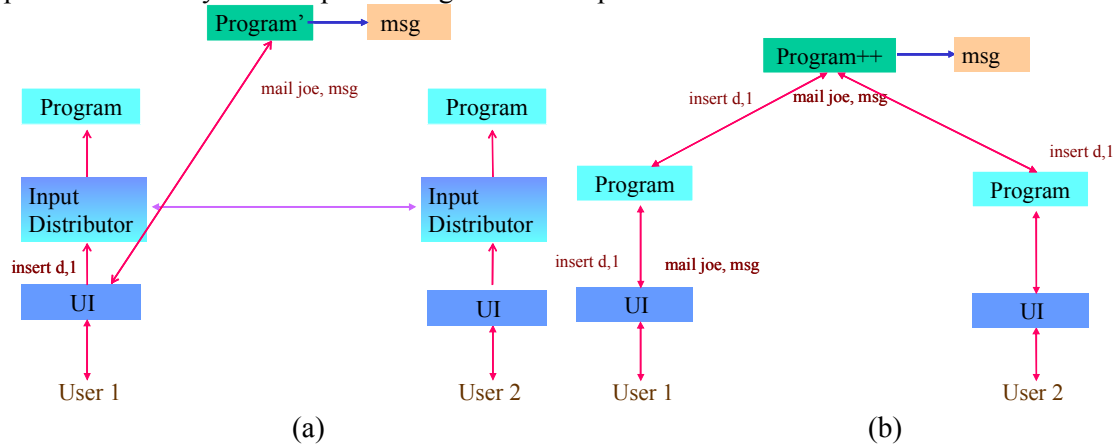 Program’
msg
mail joe, msg
Program
Program
Input
Distributor
Input
Distributor
insert d,1
UI
UI
User 1
User 2
(a)
Program++
msg
insert d,1
mail joe, msg
insert d,1
Program
Program
insert d,1
mail joe, msg
UI
UI
User 1
User 2
(b)